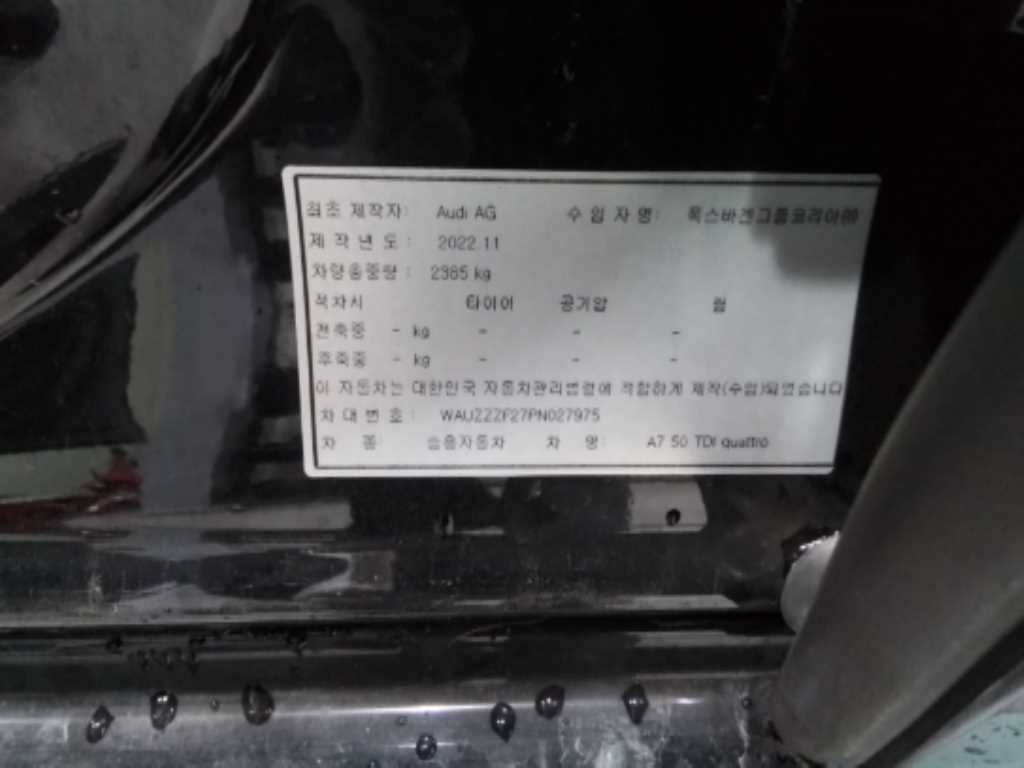 최초 제작자: Audi AG 수 입 자 명: 폭스바겐그룹코리아㈜
제 작 년 도 : 2022.11
차량총중량 : 2385 kg
적차시 타이어 공기압 림
전축중 - kg - - -
후축중 - kg - - -
이 자동차는 대한민국 자동차관리법령에 적합하게 제작(수입)되었습니다
차 대 번 호 : WAUZZZF27PN027975
차 종: 승용자동차 차 명: A7 50 TDI quattro